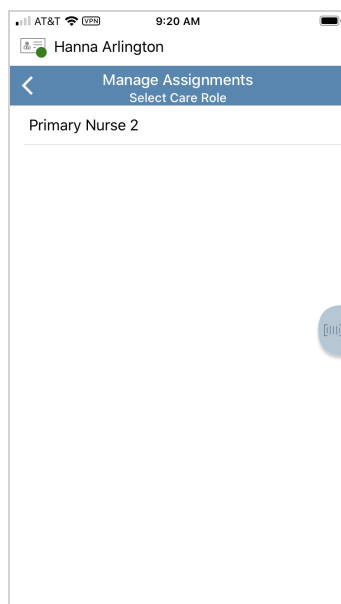 AT&T VPN 9:20 AM
Hanna Arlington
Manage Assignments
Select Care Role
Primary Nurse 2